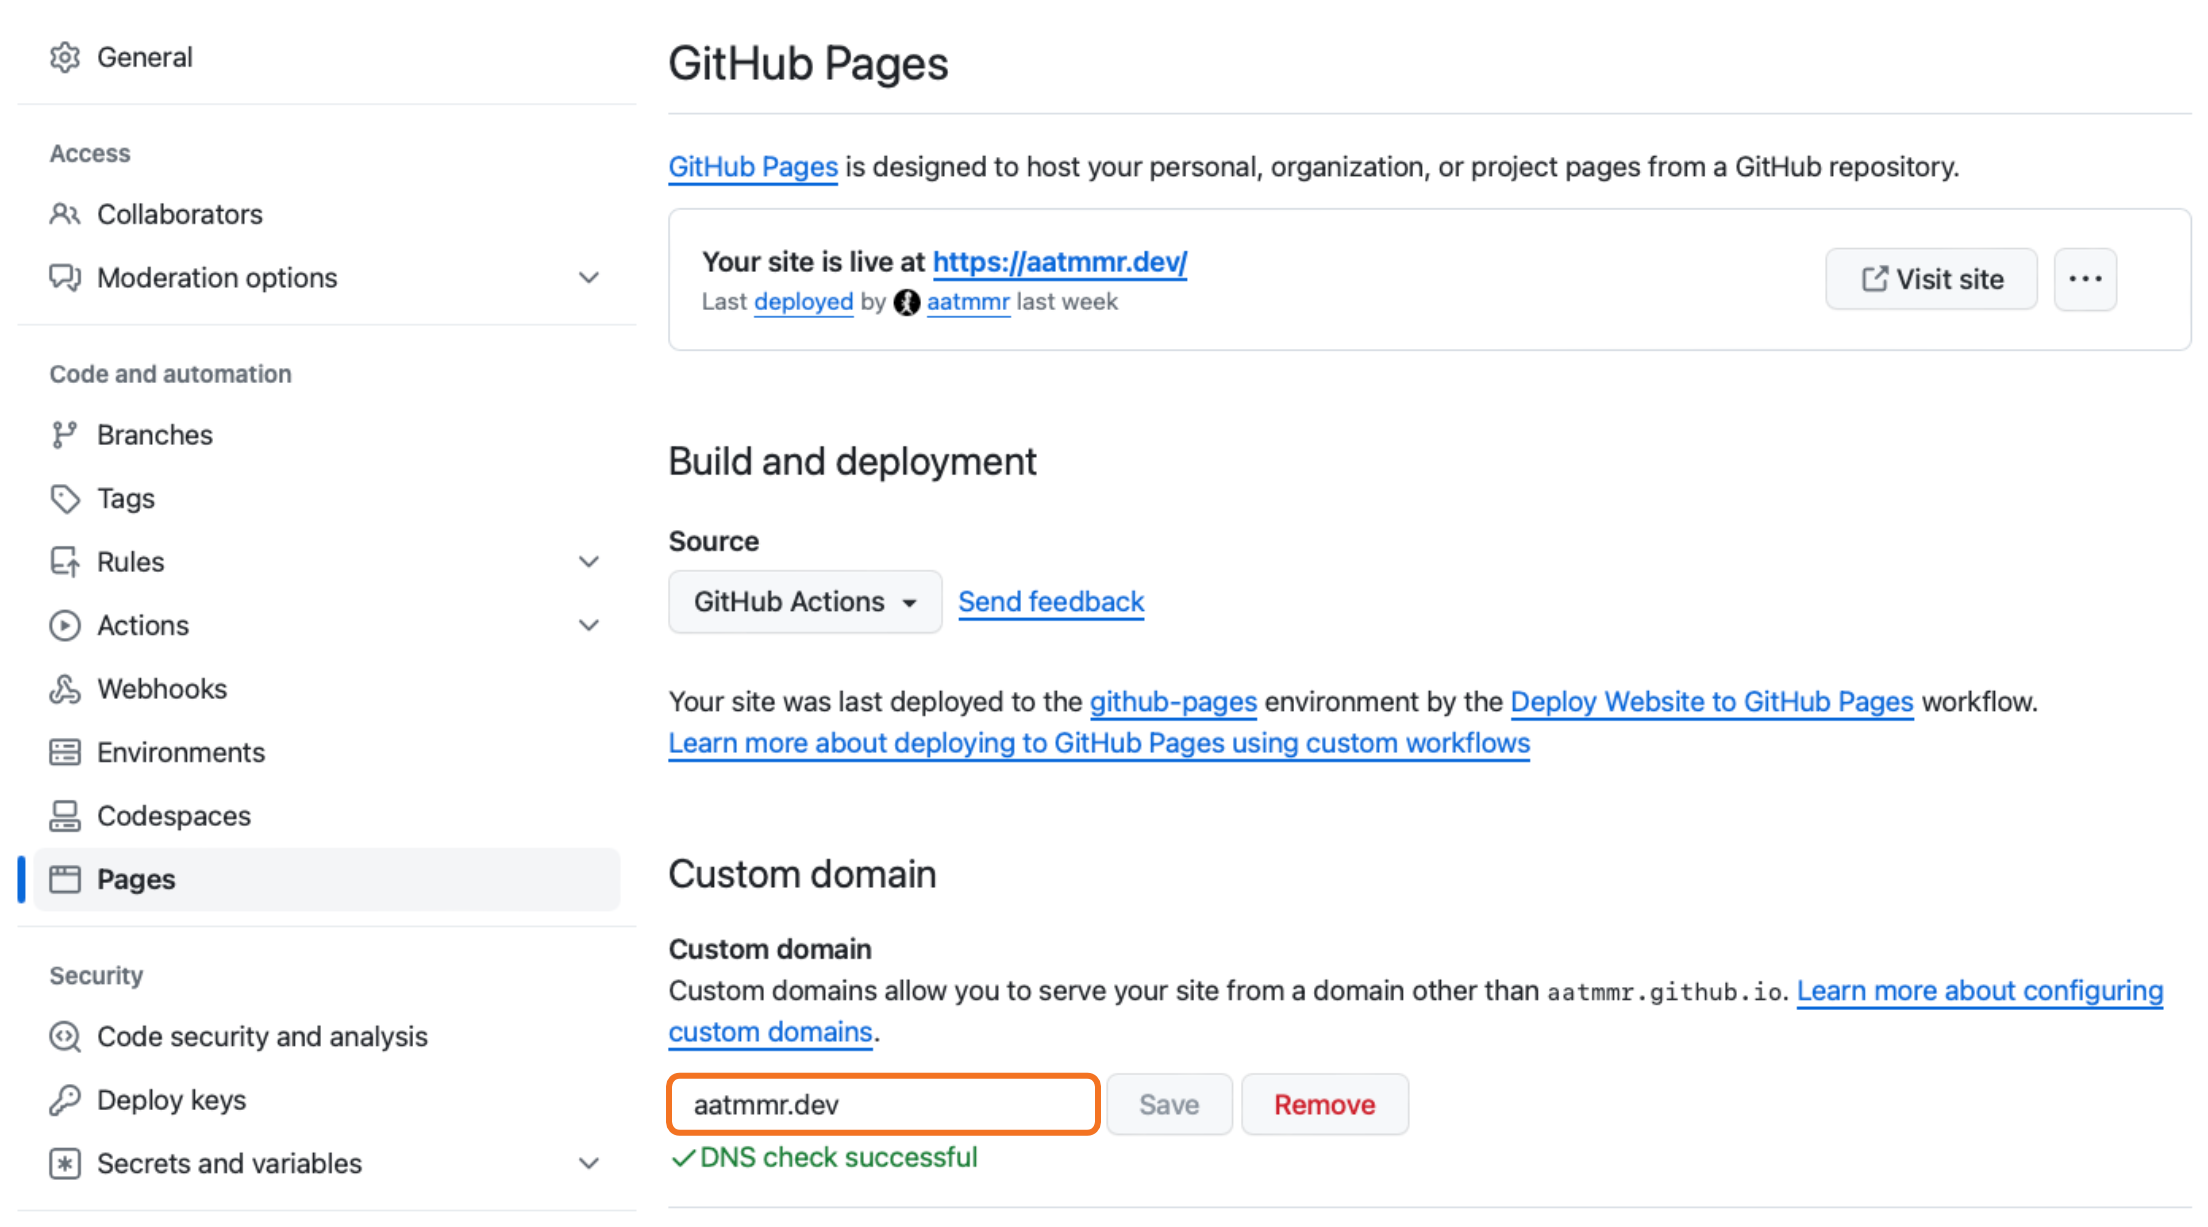 General
Access
Collaborators
Moderation options
Code and automation
Branches
Tags
Rules
Actions
Webhooks
Environments
Codespaces
Pages
Security
Code security and analysis
Deploy keys
Secrets and variables
GitHub Pages
GitHub Pages is designed to host your personal, organization, or project pages from a GitHub repository.
Your site is live at https://aatmmr.dev/
Last deployed by aatmmr last week
Visit site
Build and deployment
Source
GitHub Actions Send feedback
Your site was last deployed to the github-pages environment by the Deploy Website to GitHub Pages workflow.
Learn more about deploying to GitHub Pages using custom workflows
Custom domain
Custom domain
Custom domains allow you to serve your site from a domain other than aatmmr.github.io. Learn more about configuring
custom domains.
aatmmr.dev Save Remove
DNS check successful